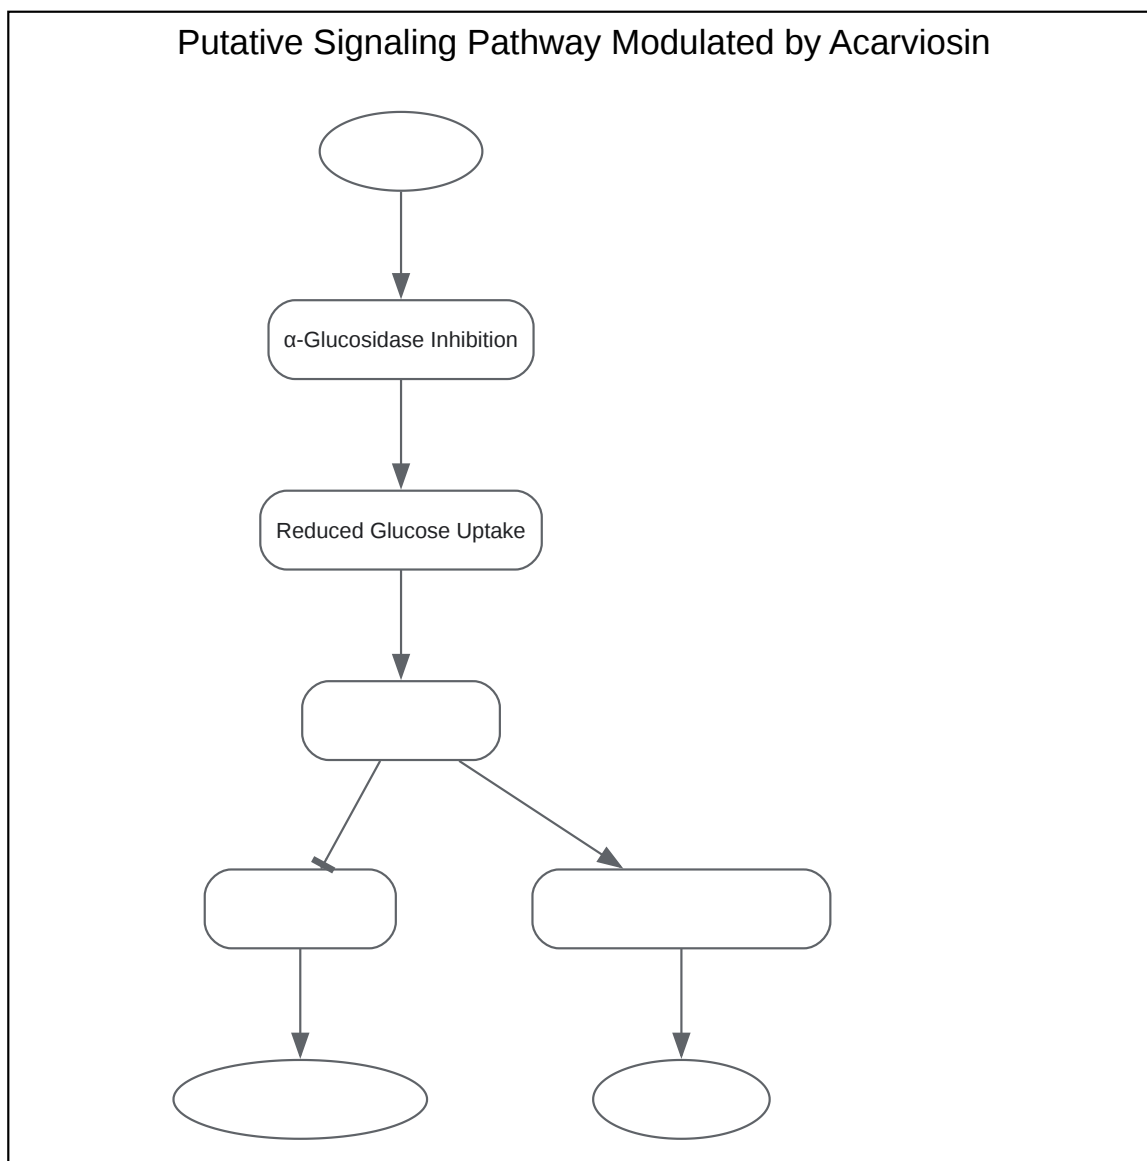 Putative Signaling Pathway Modulated by Acarviosin
α-Glucosidase Inhibition
Reduced Glucose Uptake